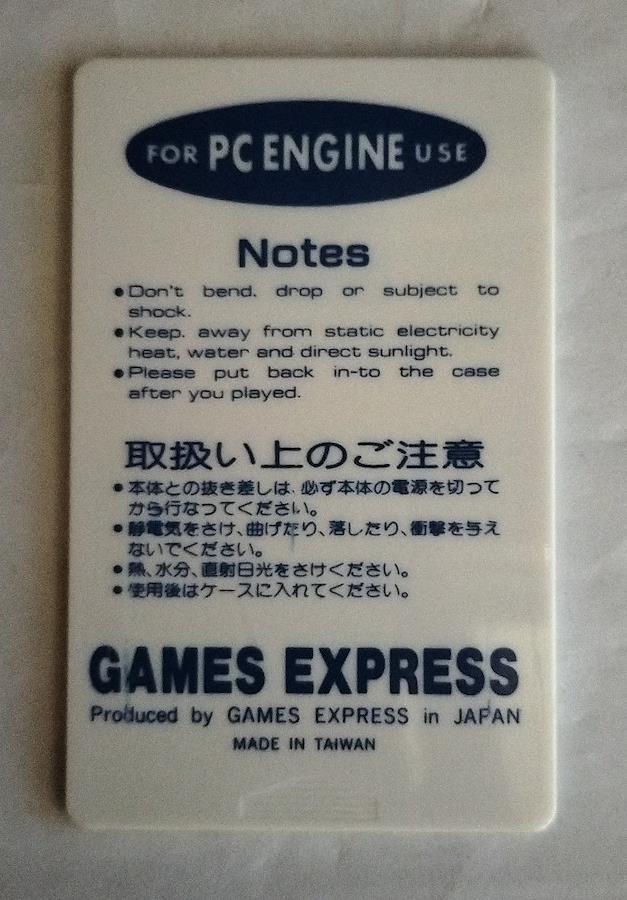 FOR PC ENGINE USE
Notes
●Don't bend. drop or subject to
shock.
●Keep. away from static electricity
heat, water and direct sunlight.
●Please put back in-to the case
after you played.
取扱い上のご注意
●本体との抜き差しは、必ず本体の電源を切って
から行なってください。
●静電気をさけ、曲げたり、落したり、衝撃を与え
ないでください。
●熱、水分、直射日光をさけください。
●使用後はケースに入れてください。
GAMES EXPRESS
Produced by GAMES EXPRESS in JAPAN
MADE IN TAIWAN